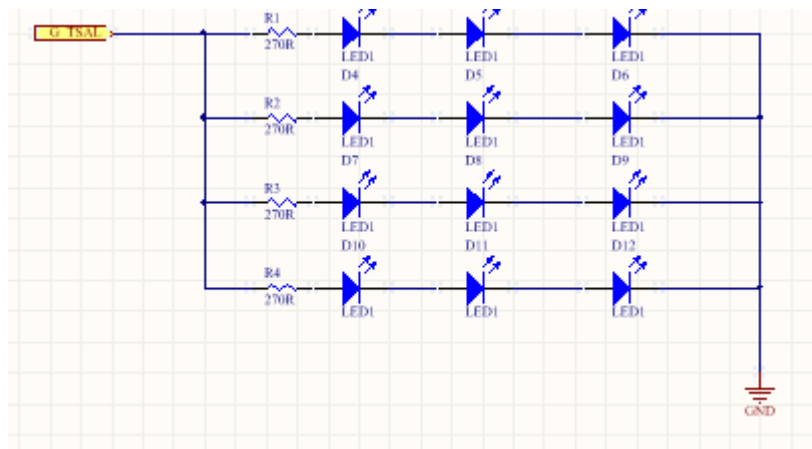 R1
G_TSAL
270R LED1 LED1 LED1
D4 D5 D6
R2
270R LED1 LED1 LED1
D7 D8 D9
R3
270R LED1 LED1 LED1
D10 D11 D12
R4
270R LED1 LED1 LED1
GND